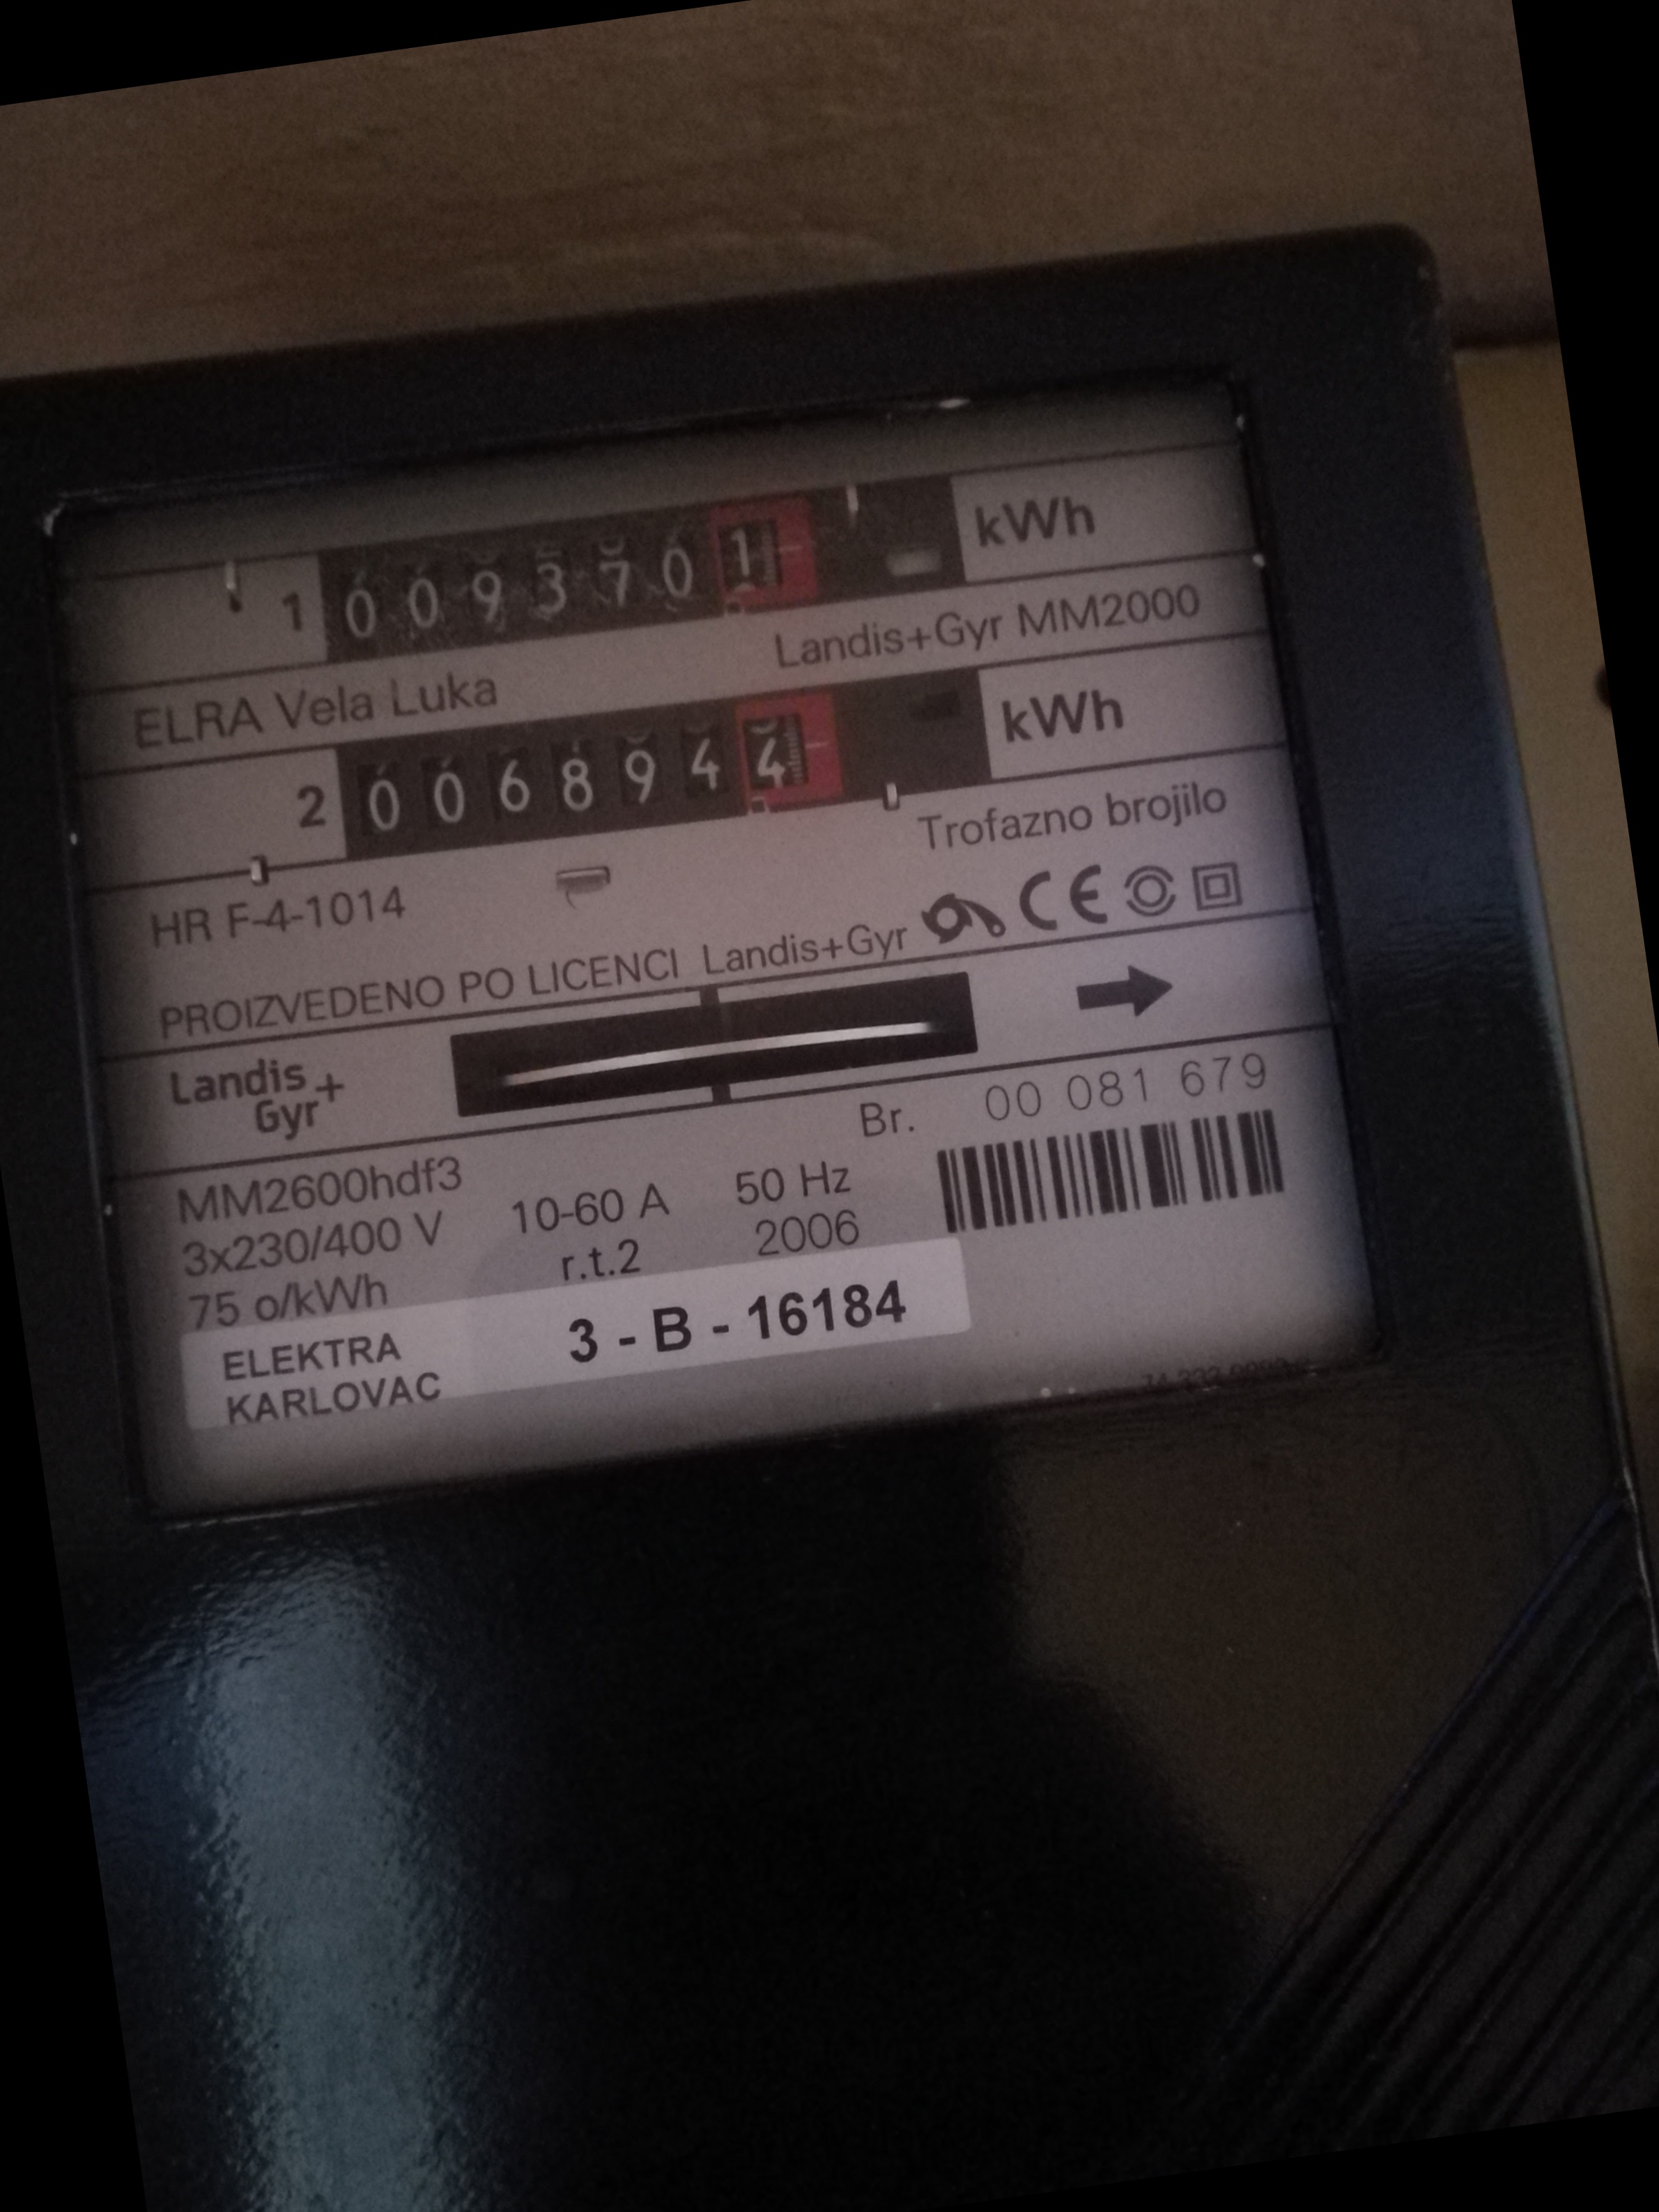 1 0093701 kWh
ELRA Vela Luka Landis+Gyr MM2000
2 0068944 kWh
HR F-4-1014 Trofazno brojilo
PROIZVEDENO PO LICENCI Landis+Gyr CE
Landis+
Gyr
Br. 00 081 679
MM2600hdf3
3x230/400 V 10-60 A 50 Hz
75 o/kWh r.t.2 2006
ELEKTRA
KARLOVAC 3 - B - 16184